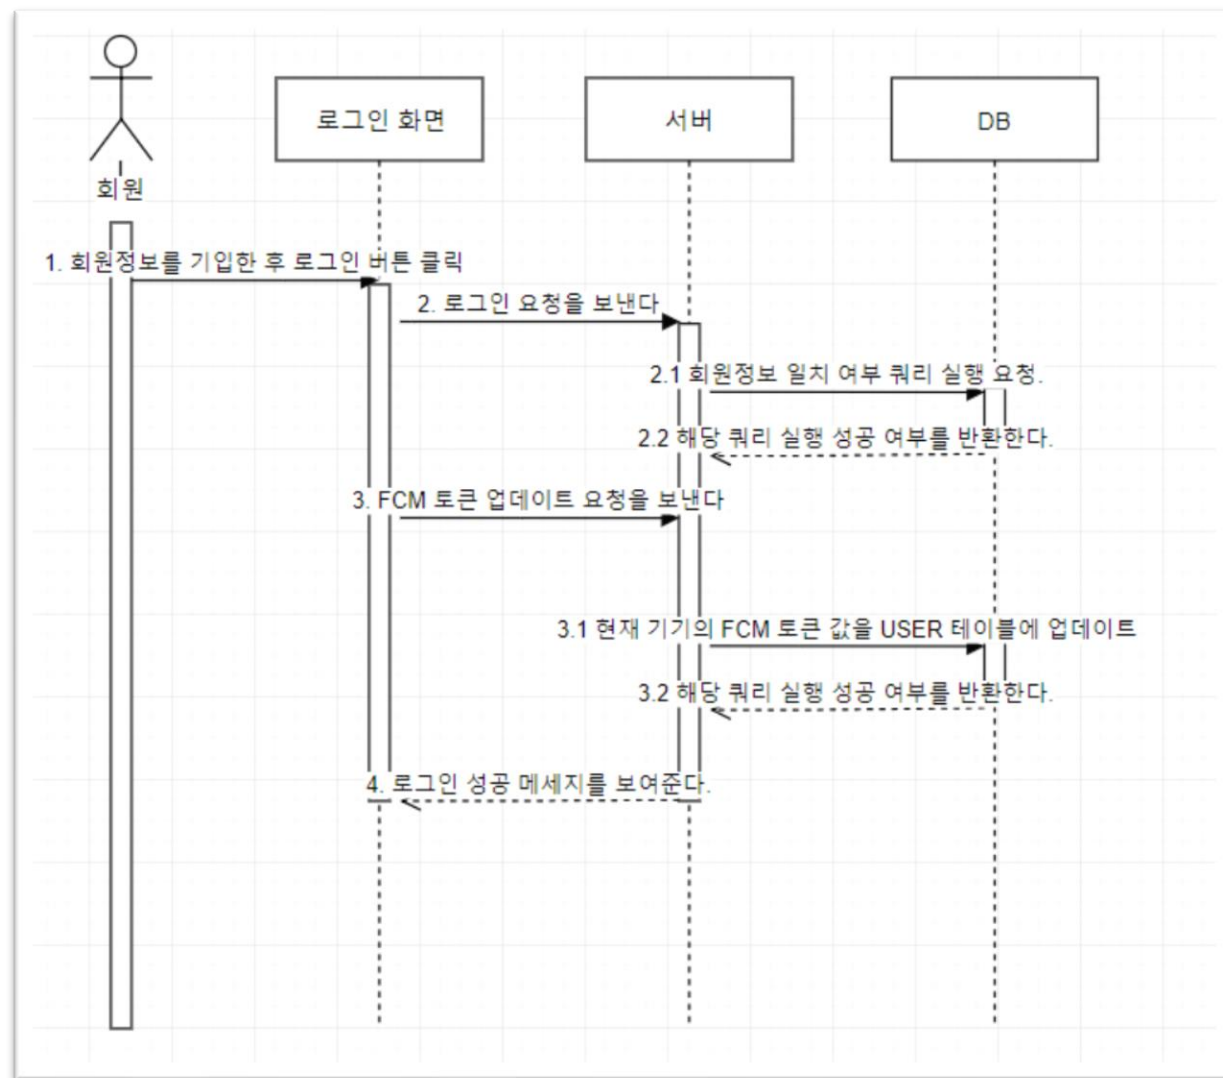 로그인 화면
서버
DB
회원
1. 회원정보를 기입한 후 로그인 버튼 클릭
2. 로그인 요청을 보낸다
2.1 회원정보 일치 여부 쿼리 실행 요청.
2.2 해당 쿼리 실행 성공 여부를 반환한다.
3. FCM 토큰 업데이트 요청을 보낸다
3.1 현재 기기의 FCM 토큰 값을 USER 테이블에 업데이트
3.2 해당 쿼리 실행 성공 여부를 반환한다.
4. 로그인 성공 메세지를 보여준다.